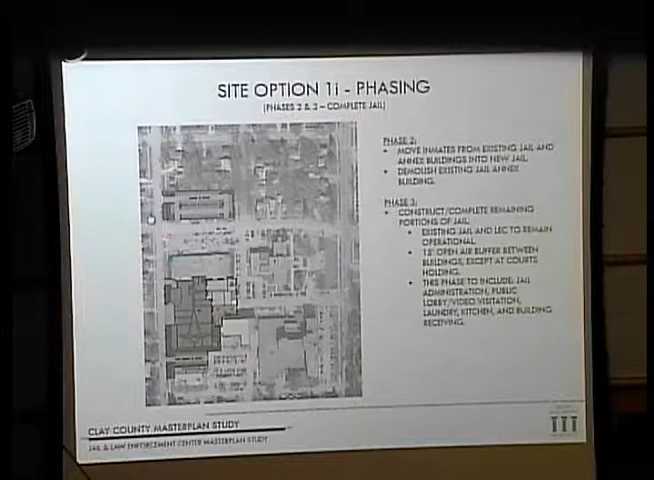 SITE OPTION 1i - PHASING
(PHASES 2 & 3 – COMPLETE JAIL)
PHASE 2:
• MOVE INMATES FROM EXISTING JAIL AND
ANNEX BUILDINGS INTO NEW JAIL.
• DEMOLISH EXISTING JAIL ANNEX
BUILDING.
PHASE 3:
• CONSTRUCT/COMPLETE REMAINING
PORTIONS OF JAIL.
• EXISTING JAIL AND LEC TO REMAIN
OPERATIONAL.
• 15' OPEN AIR BUFFER BETWEEN
BUILDINGS, EXCEPT AT COURTS
HOLDING.
• THIS PHASE TO INCLUDE: JAIL
ADMINISTRATION, PUBLIC
LOBBY/VIDEO VISITATION,
LAUNDRY, KITCHEN, AND BUILDING
RECEIVING.
CLAY COUNTY MASTERPLAN STUDY
JAIL & LAW ENFORCEMENT CENTER MASTERPLAN STUDY